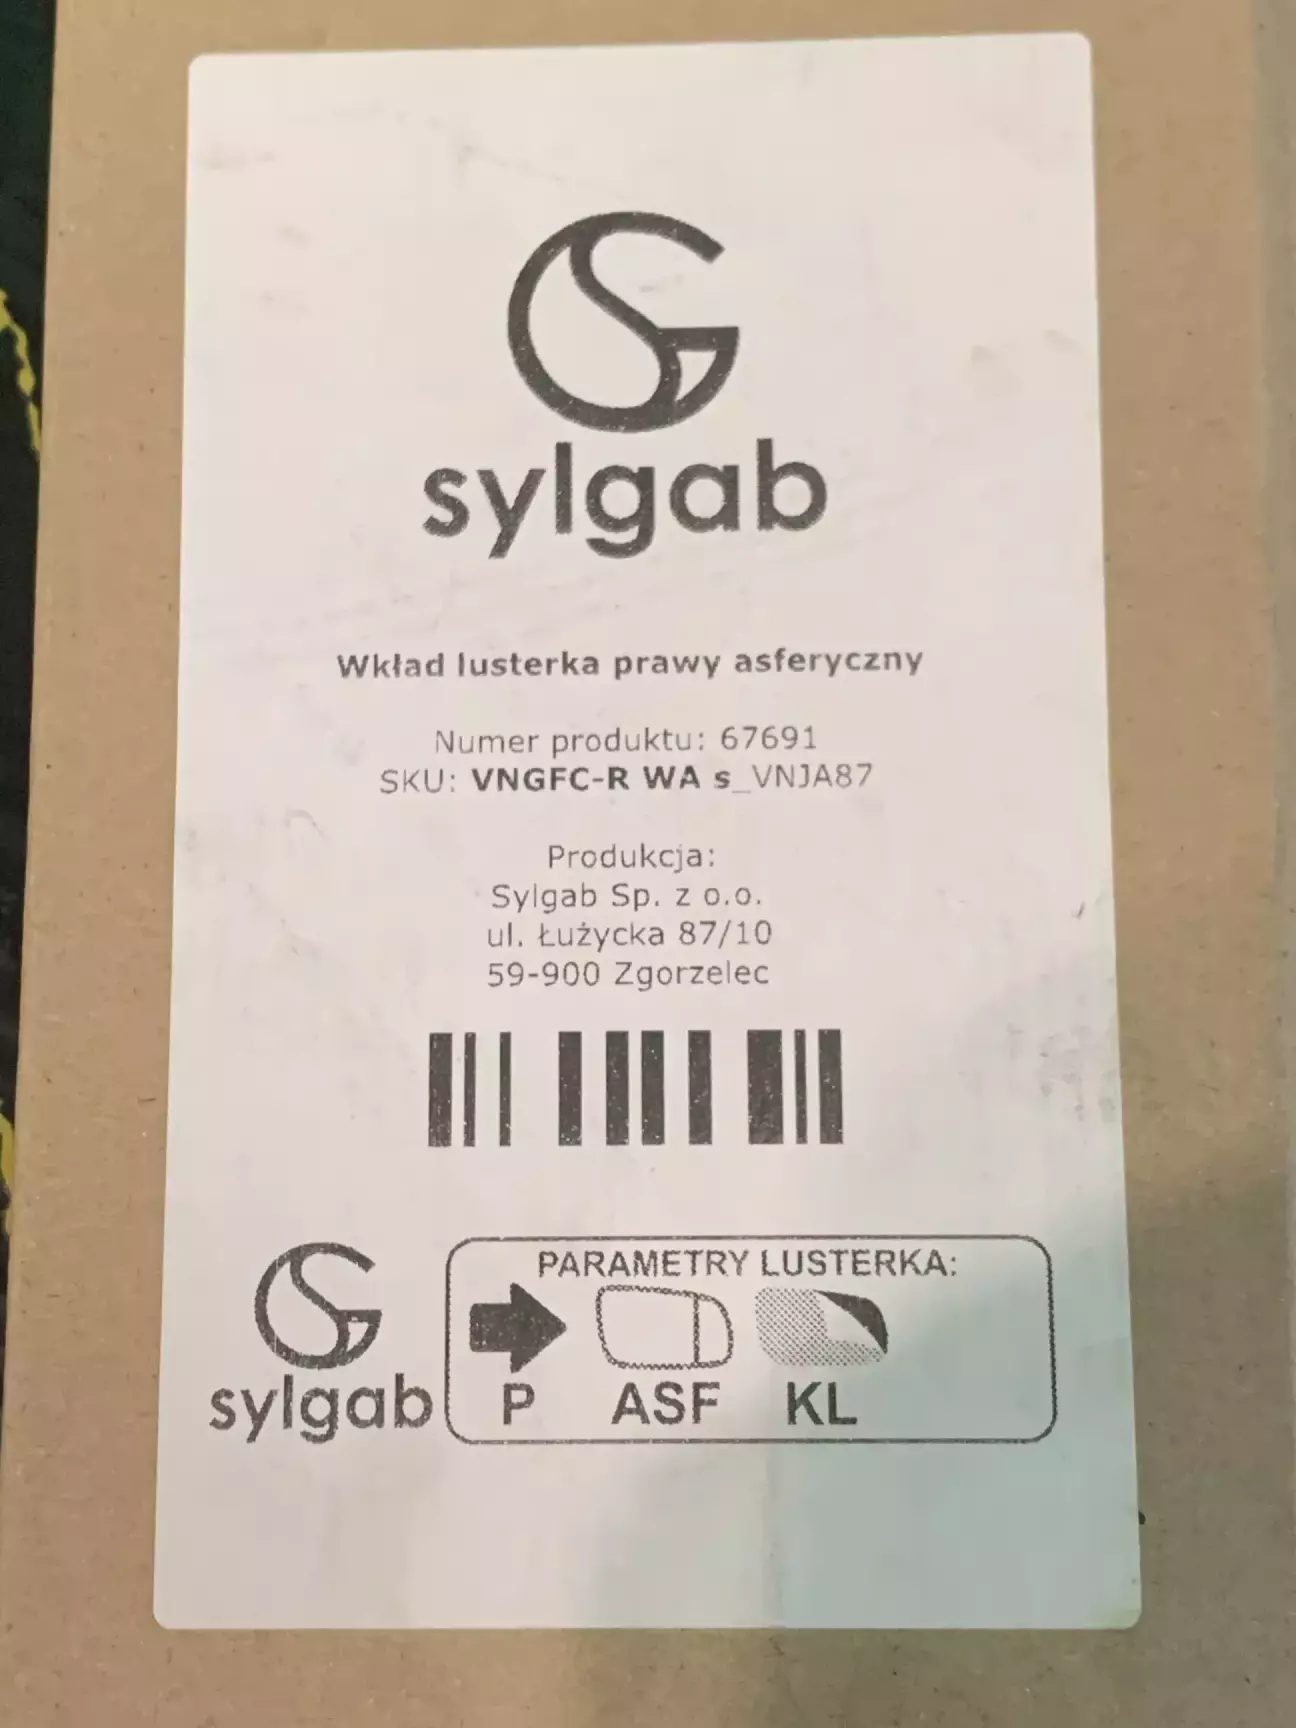 sylgab
Wkład lusterka prawy asferyczny
Numer produktu: 67691
SKU: VNGFC-R WA s_VNJA87
Produkcja:
Sylgab Sp. z o.o.
ul. Łużycka 87/10
59-900 Zgorzelec
sylgab
PARAMETRY LUSTERKA:
P ASF KL